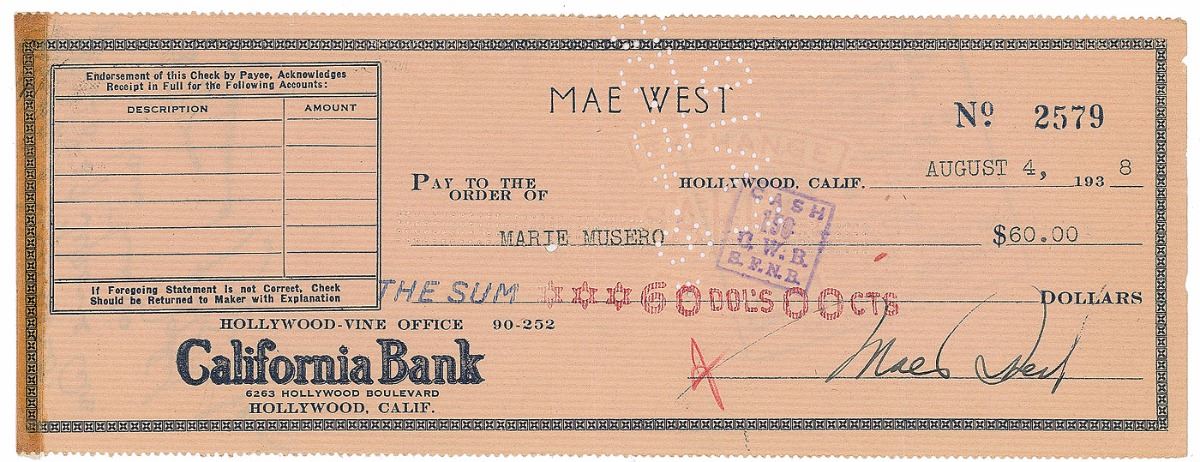 Endorsement of this Check by Payee, Acknowledges
Receipt in Full for the Following Accounts:
DESCRIPTION AMOUNT
If Foregoing Statement is not Correct, Check
Should be Returned to Maker with Explanation
MAE WEST
Nº 2579
HOLLYWOOD, CALIF. AUGUST 4, 1938
PAY TO THE
ORDER OF
MARIE MUSERO $60.00
CASH
C.W.B.
S.F.N.B.
THE SUM ***60 DOL'S 00 CTS DOLLARS
HOLLYWOOD-VINE OFFICE 90-252
California Bank
6263 HOLLYWOOD BOULEVARD
HOLLYWOOD, CALIF.
Mae West